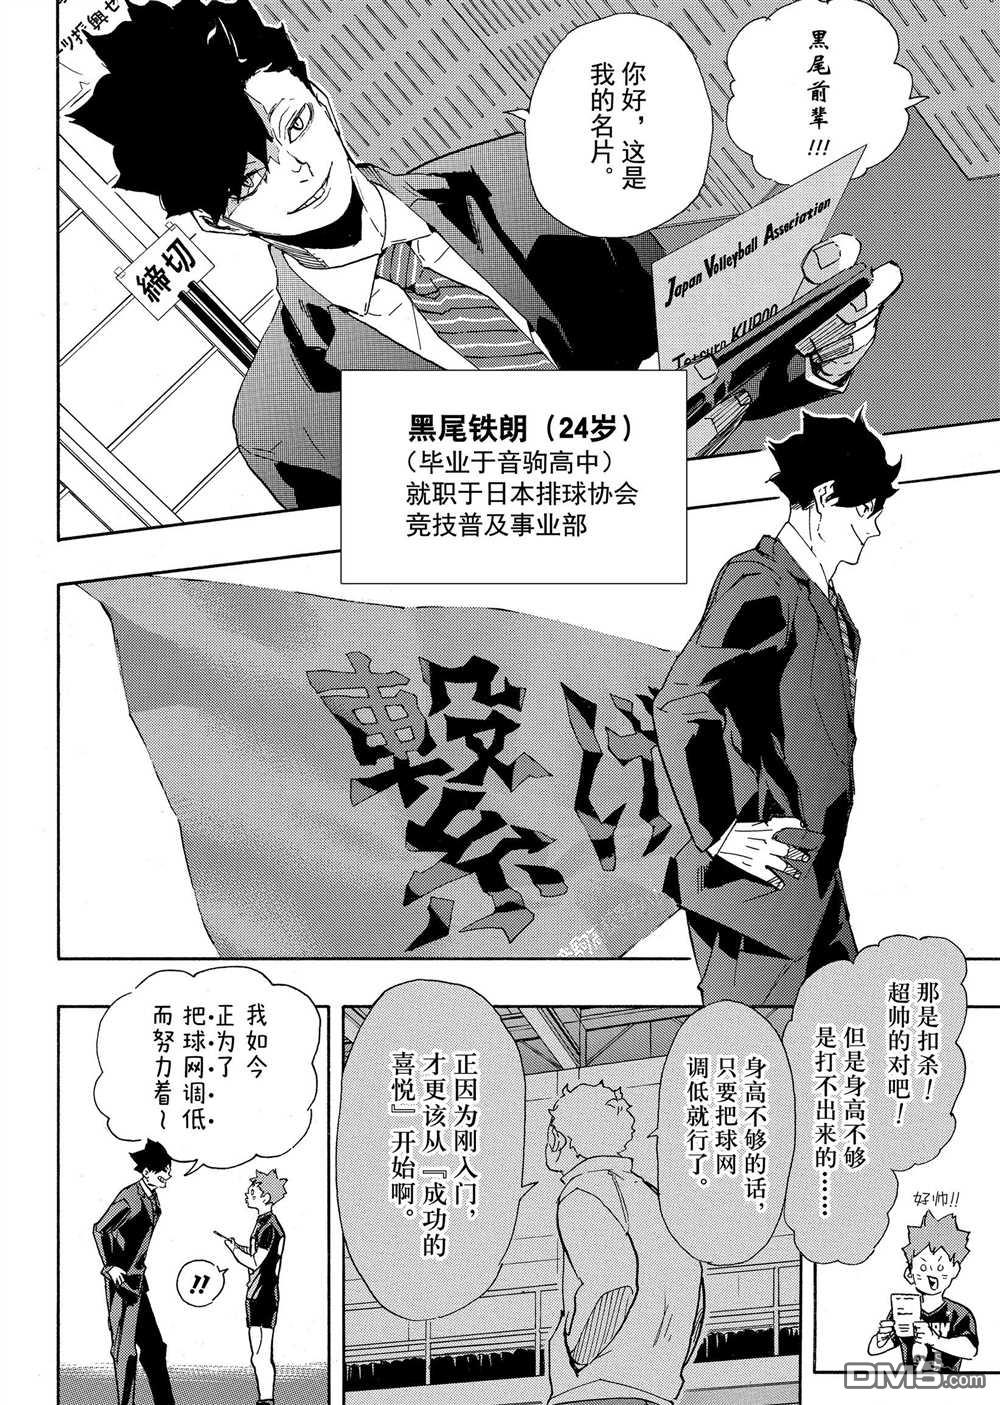 黑尾前辈
!!!
你好，这是
我的名片。
ッ振興セ
締切
Japan Volleyball Association
Tetsuro KUROO
黑尾铁朗（24岁）
（毕业于音驹高中）
就职于日本排球协会
竞技普及事业部
繋
那是扣杀！
超帅的对吧！
但是身高不够
是打不出来的……
好帅!!
身高不够的话，
只要把球网
调低就行了。
正因为刚入门，
才更该从『成功的
喜悦』开始啊。
我如今
正为了
把球网调低
而努力着~
!!
DM5.com